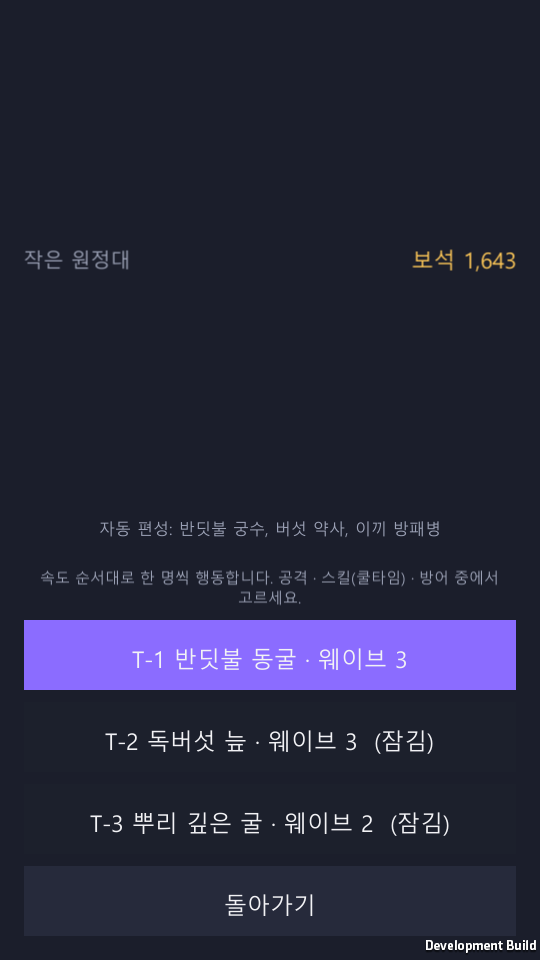 작은 원정대
보석 1,643
자동 편성: 반딧불 궁수, 버섯 약사, 이끼 방패병
속도 순서대로 한 명씩 행동합니다. 공격 · 스킬(쿨타임) · 방어 중에서
고르세요.
T-1 반딧불 동굴 · 웨이브 3
T-2 독버섯 늪 · 웨이브 3 (잠김)
T-3 뿌리 깊은 굴 · 웨이브 2 (잠김)
돌아가기
Development Build